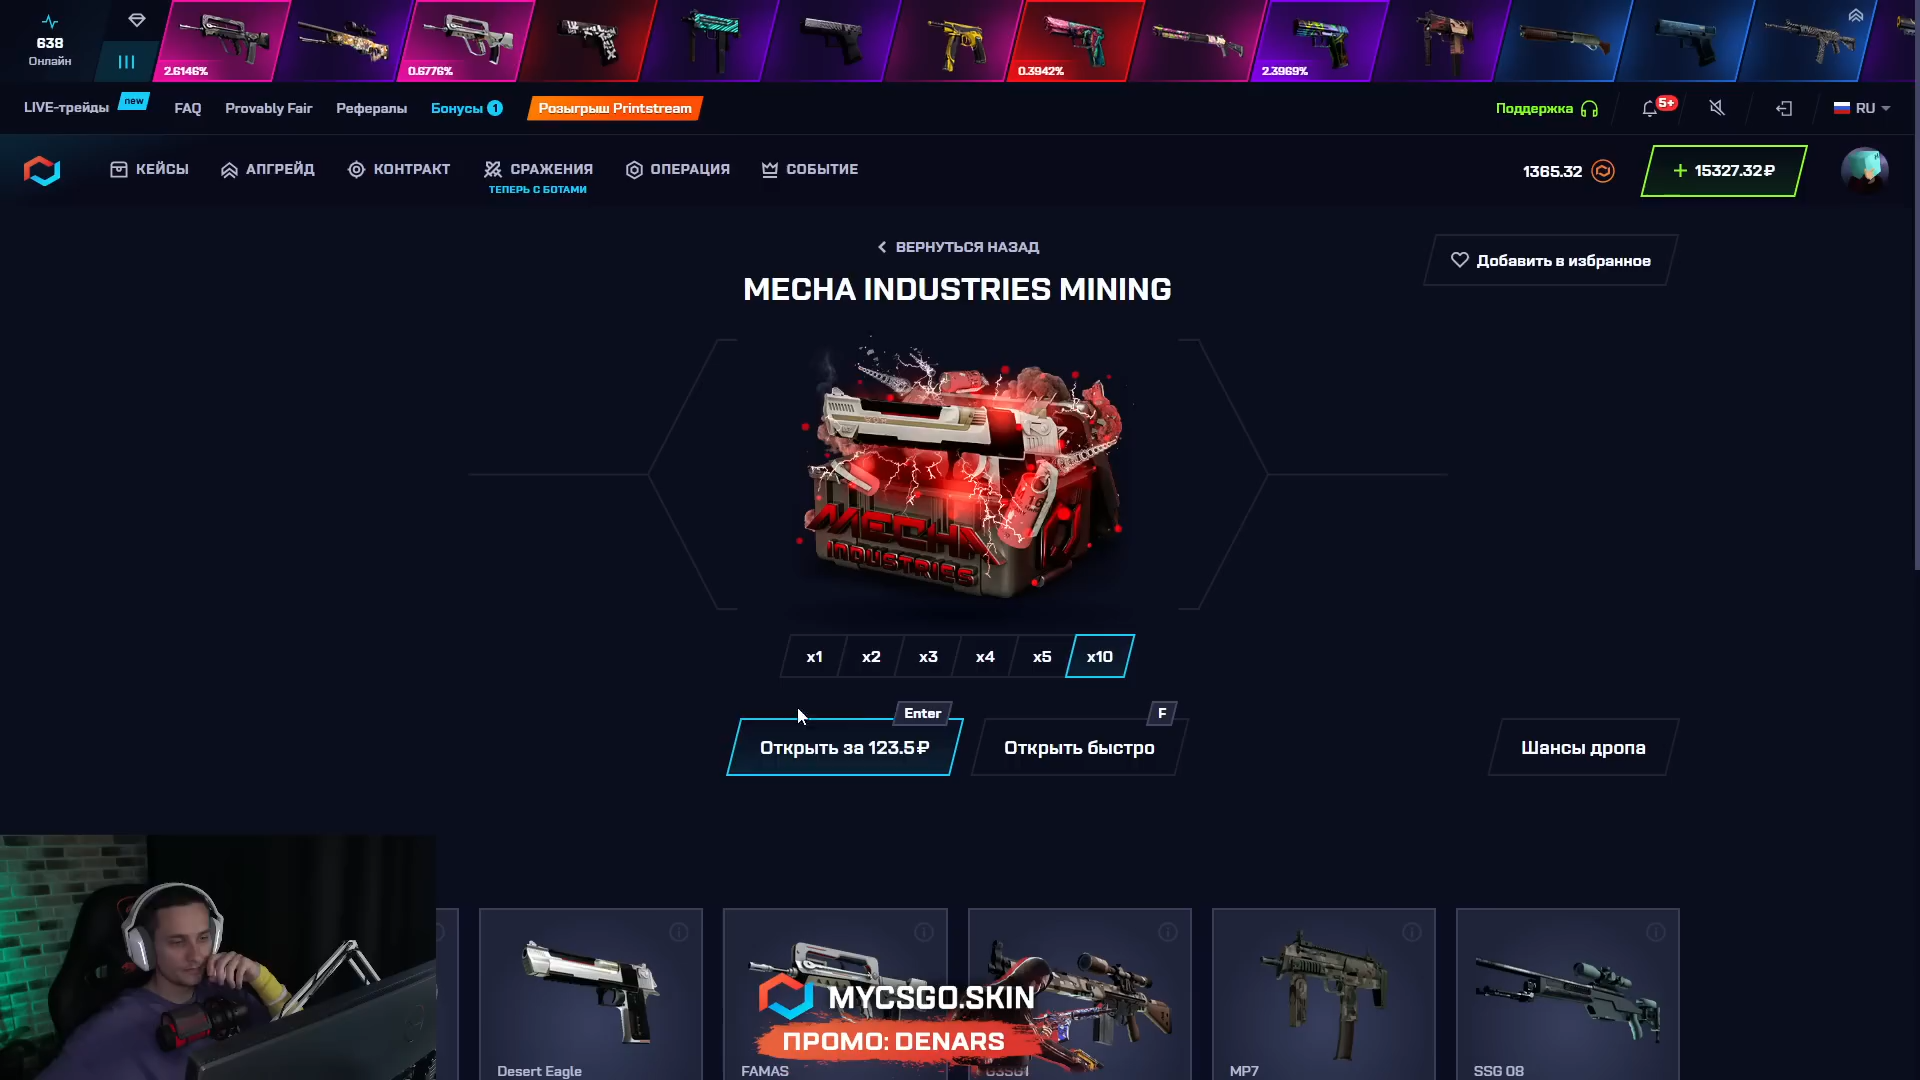 638
Онлайн
2.6146%
0.6776%
0.3942%
2.3969%
LIVE-трейды
new
FAQ
Provably Fair
Рефералы
Бонусы 1
Розыгрыш Printstream
Поддержка
5+
RU
КЕЙСЫ
АПГРЕЙД
КОНТРАКТ
СРАЖЕНИЯ
ТЕПЕРЬ С БОТАМИ
ОПЕРАЦИЯ
СОБЫТИЕ
1365.32
+ 15327.32 ₽
ВЕРНУТЬСЯ НАЗАД
Добавить в избранное
MECHA INDUSTRIES MINING
MECHA
INDUSTRIES
x1
x2
x3
x4
x5
x10
Enter
F
Открыть за 123.5 ₽
Открыть быстро
Шансы дропа
MYCSGO.SKIN
ПРОМО: DENARS
Desert Eagle
FAMAS
G3SG1
MP7
SSG 08